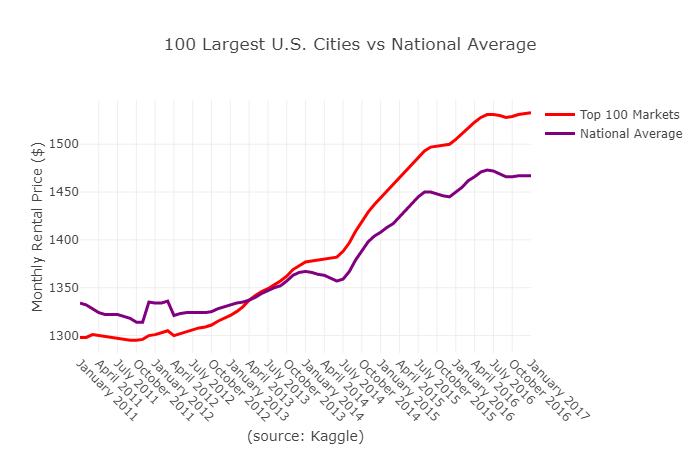 100 Largest U.S. Cities vs National Average
Top 100 Markets
National Average
Monthly Rental Price ($)
1500
1450
1400
1350
1300
January 2011
April 2011
July 2011
October 2011
January 2012
April 2012
July 2012
October 2012
January 2013
April 2013
July 2013
October 2013
January 2014
April 2014
July 2014
October 2014
January 2015
April 2015
July 2015
October 2015
January 2016
April 2016
July 2016
October 2016
January 2017
(source: Kaggle)